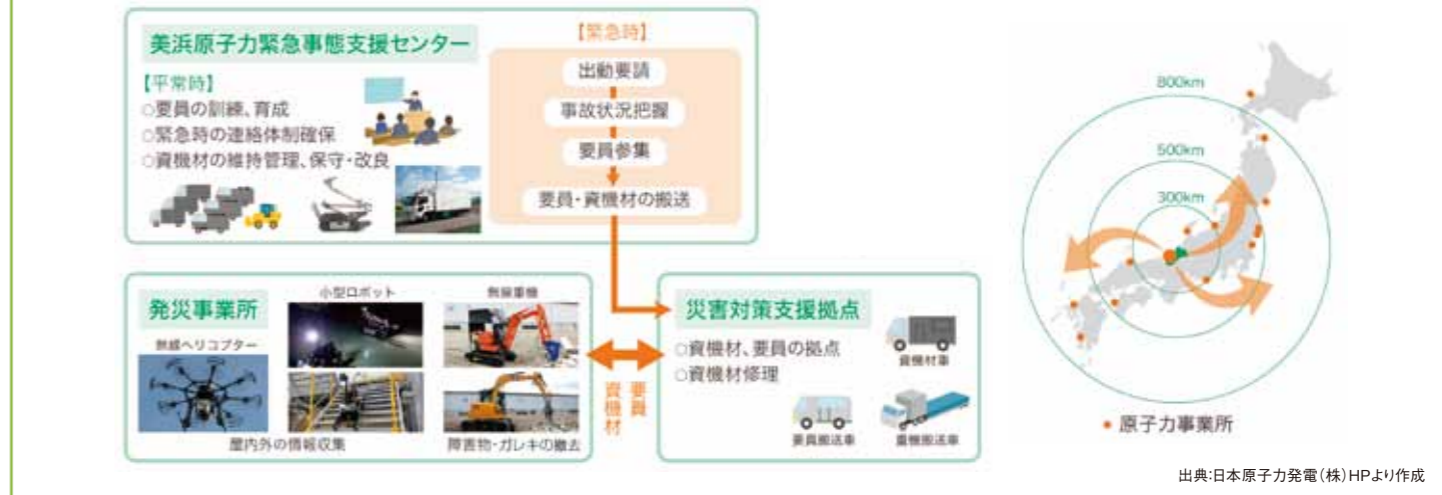 美浜原子力緊急事態支援センター
【平常時】
○要員の訓練、育成
○緊急時の連絡体制確保
○資機材の維持管理、保守・改良
【緊急時】
出動要請
事故状況把握
要員参集
要員・資機材の搬送
発災事業所
無線ヘリコプター
小型ロボット
無線重機
屋内外の情報収集
障害物・ガレキの撤去
要員
資機材
災害対策支援拠点
○資機材、要員の拠点
○資機材修理
資機材車
要員搬送車
重機搬送車
800km
500km
300km
● 原子力事業所
出典:日本原子力発電(株)HPより作成